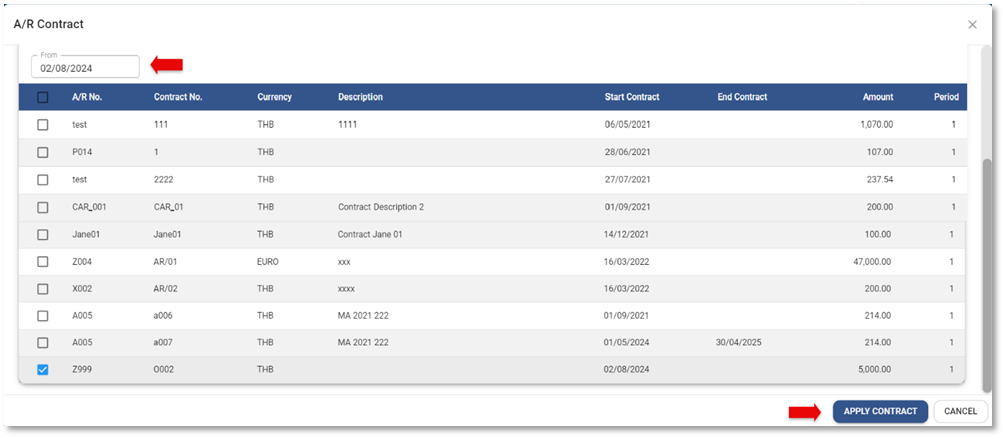 A/R Contract
From
02/08/2024
A/R No. Contract No. Currency Description Start Contract End Contract Amount Period
test 111 THB 1111 06/05/2021 1,070.00 1
P014 1 THB 28/06/2021 107.00 1
test 2222 THB 27/07/2021 237.54 1
CAR_001 CAR_01 THB Contract Description 2 01/09/2021 200.00 1
Jane01 Jane01 THB Contract Jane 01 14/12/2021 100.00 1
Z004 AR/01 EURO xxx 16/03/2022 47,000.00 1
X002 AR/02 THB xxxx 16/03/2022 200.00 1
A005 a006 THB MA 2021 222 01/09/2021 214.00 1
A005 a007 THB MA 2021 222 01/05/2024 30/04/2025 214.00 1
Z999 O002 THB 02/08/2024 5,000.00 1
APPLY CONTRACT CANCEL